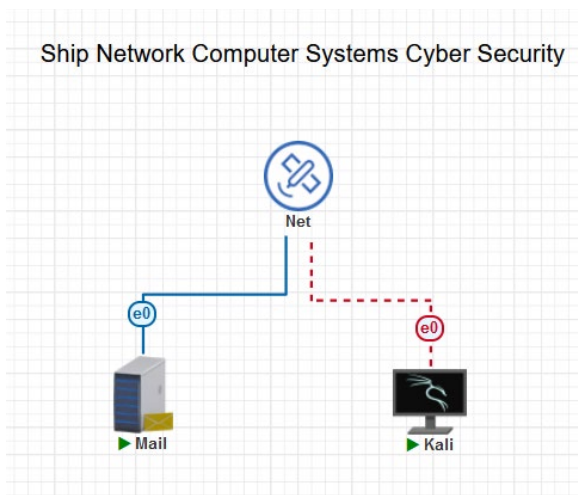 Ship Network Computer Systems Cyber Security
Net
e0
e0
Mail
Kali